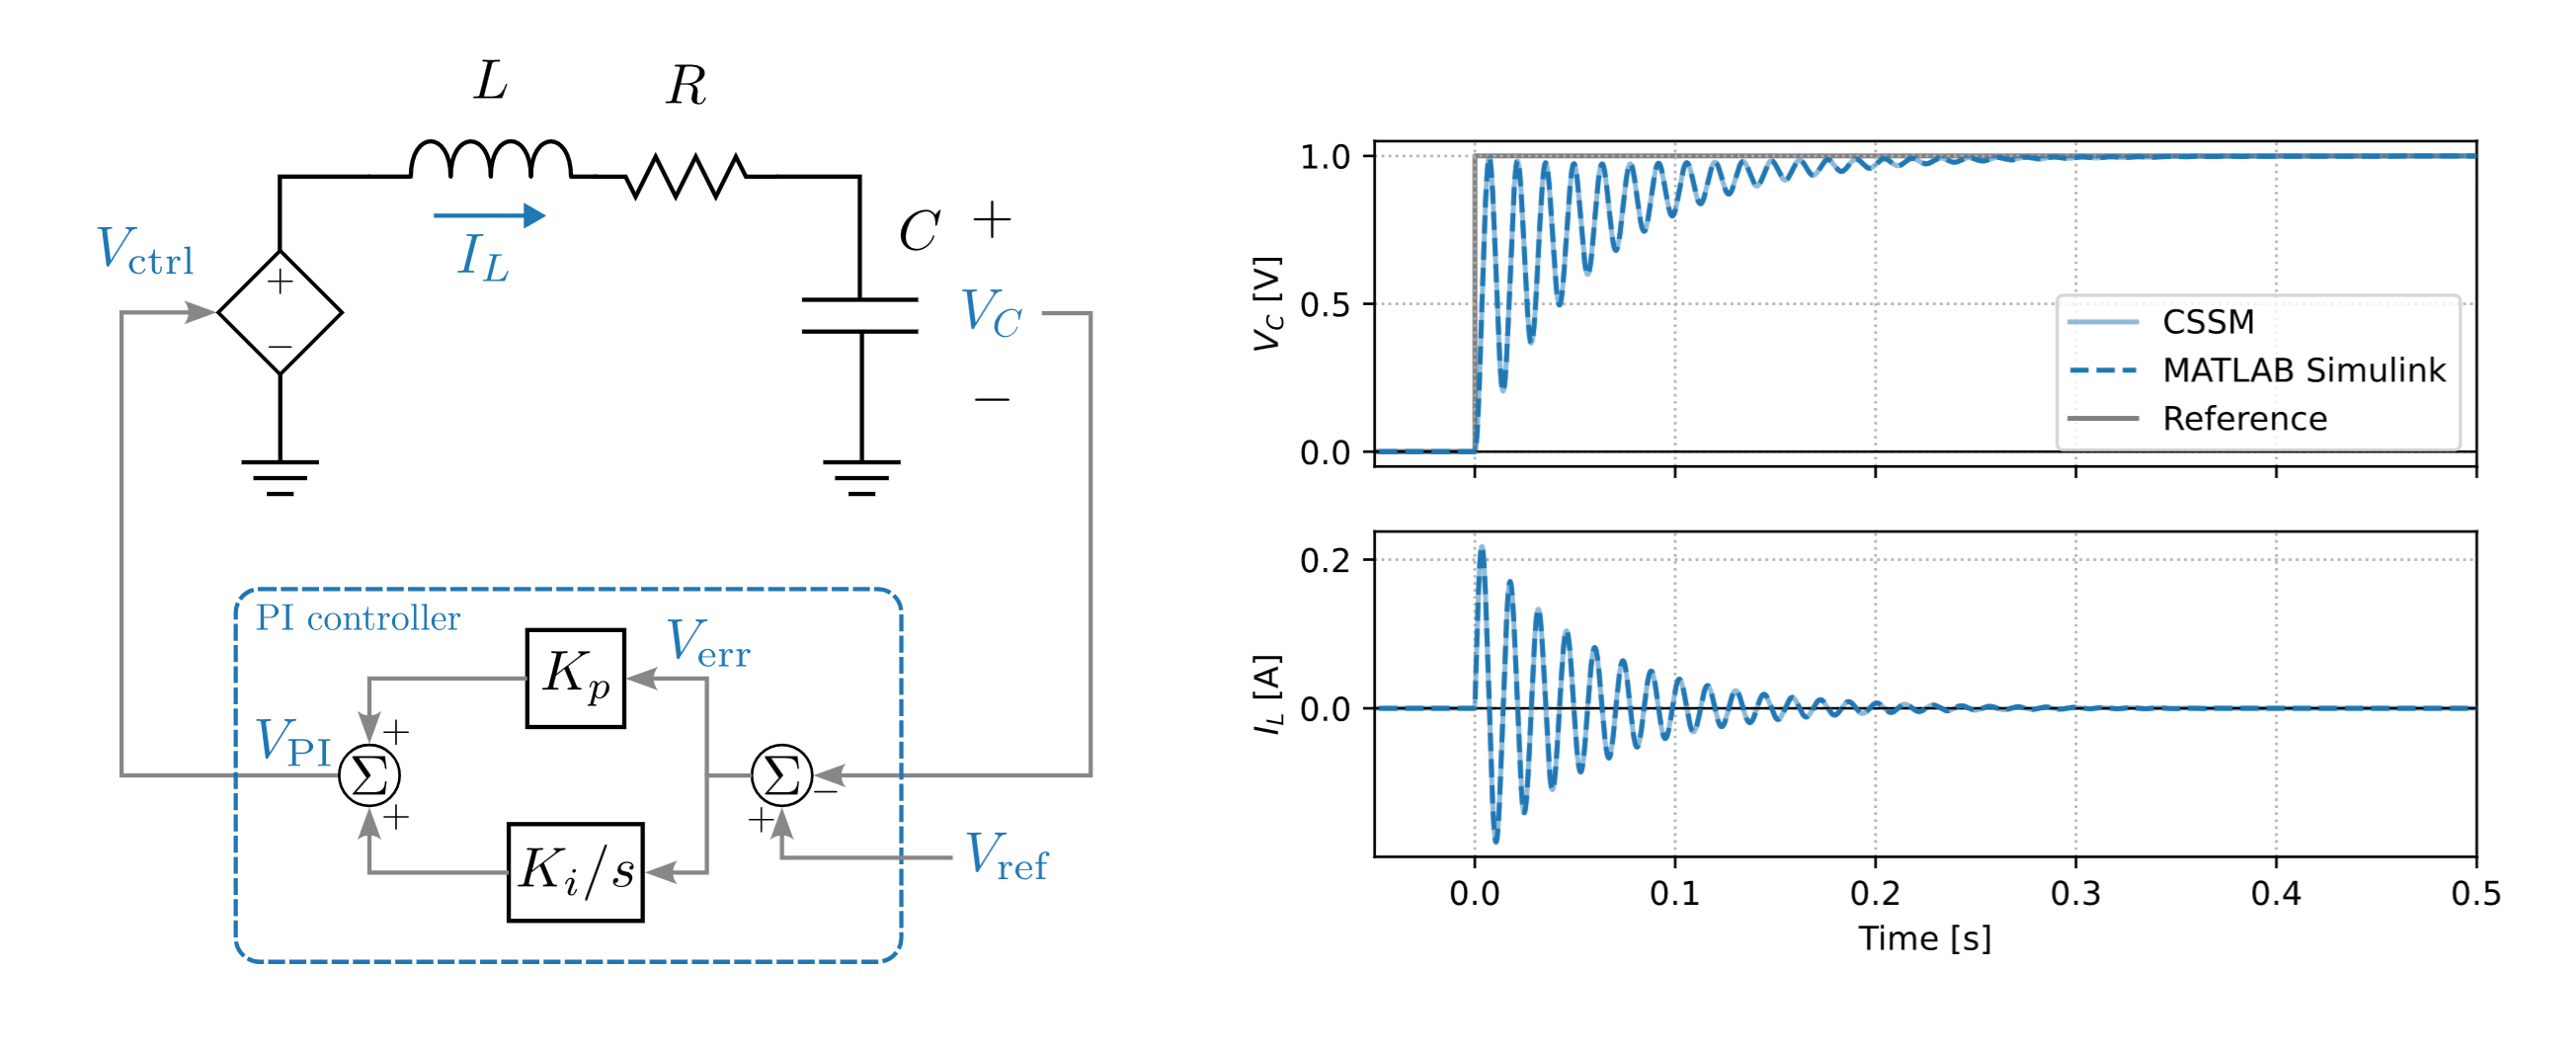 L
R
C
+
V_ctrl
I_L
+
−
V_C
−
PI controller
K_p
V_err
V_PI
+
Σ
+
Σ
−
+
K_i/s
V_ref
1.0
0.5
0.0
V_C [V]
CSSM
MATLAB Simulink
Reference
0.2
0.0
I_L [A]
0.0 0.1 0.2 0.3 0.4 0.5
Time [s]